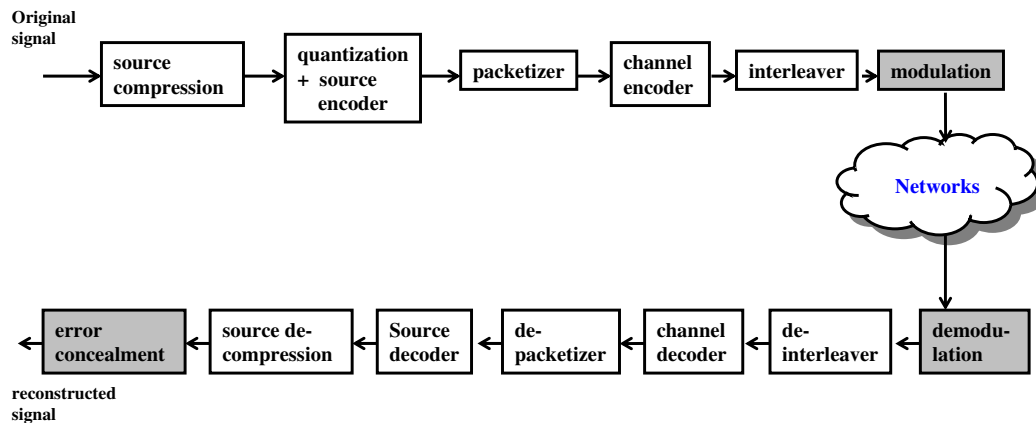 Original
signal
source
compression
quantization
+ source
encoder
packetizer
channel
encoder
interleaver
modulation
Networks
error
concealment
source de-
compression
Source
decoder
de-
packetizer
channel
decoder
de-
interleaver
demodu-
lation
reconstructed
signal